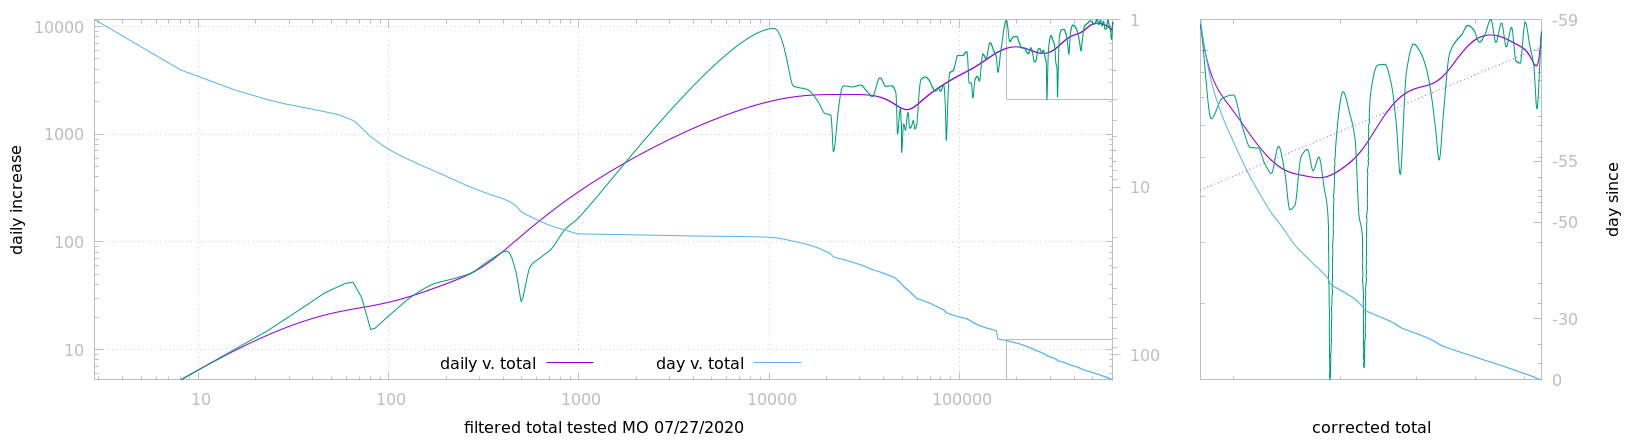 10000
1000
100
10
daily increase
10
100
1000
10000
100000
filtered total tested MO 07/27/2020
daily v. total
day v. total
1
10
100
-59
-55
-50
-30
0
day since
corrected total